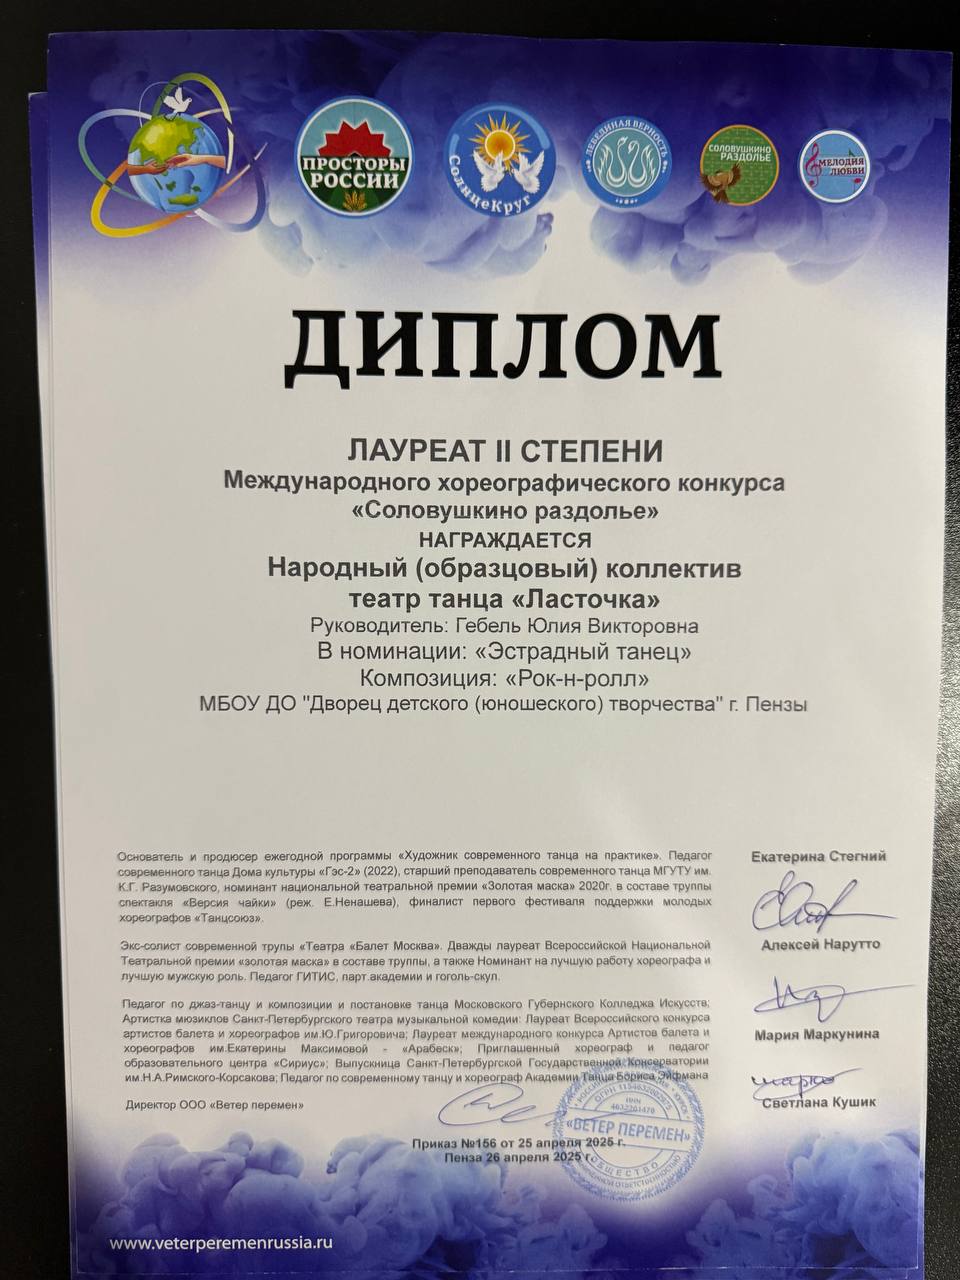 ПРОСТОРЫ
РОССИИ
СолнцеКруг
ЛЕБЕДИНАЯ ВЕРНОСТЬ
СОЛОВУШКИНО
РАЗДОЛЬЕ
МЕЛОДИЯ
ЛЮБВИ
ДИПЛОМ
ЛАУРЕАТ II СТЕПЕНИ
Международного хореографического конкурса
«Соловушкино раздолье»
НАГРАЖДАЕТСЯ
Народный (образцовый) коллектив
театр танца «Ласточка»
Руководитель: Гебель Юлия Викторовна
В номинации: «Эстрадный танец»
Композиция: «Рок-н-ролл»
МБОУ ДО "Дворец детского (юношеского) творчества" г. Пензы
Основатель и продюсер ежегодной программы «Художник современного танца на практике». Педагог
современного танца Дома культуры «Гэс-2» (2022), старший преподаватель современного танца МГУТУ им.
К.Г. Разумовского, номинант национальной театральной премии «Золотая маска» 2020г. в составе труппы
спектакля «Версия чайки» (реж. Е.Ненашева), финалист первого фестиваля поддержки молодых
хореографов «Танцсоюз».
Екатерина Стегний
Экс-солист современной трупы «Театра «Балет Москва». Дважды лауреат Всероссийской Национальной
Театральной премии «золотая маска» в составе труппы, а также Номинант на лучшую работу хореографа и
лучшую мужскую роль. Педагог ГИТИС, парт.академии и гоголь-скул.
Алексей Нарутто
Педагог по джаз-танцу и композиции и постановке танца Московского Губернского Колледжа Искусств;
Артистка мюзиклов Санкт-Петербургского театра музыкальной комедии: Лауреат Всероссийского конкурса
артистов балета и хореографов им.Ю.Григоровича; Лауреат международного конкурса Артистов балета и
хореографов им.Екатерины Максимовой - «Арабеск»; Приглашенный хореограф и педагог
образовательного центра «Сириус»; Выпускница Санкт-Петербургской Государственной Консерватории
им.Н.А.Римского-Корсакова; Педагог по современному танцу и хореограф Академии Танца Бориса Эйфмана
Мария Маркунина
Директор ООО «Ветер перемен»
Светлана Кушик
ИНН
«ВЕТЕР ПЕРЕМЕН»
ОБЩЕСТВО
Приказ №156 от 25 апреля 2025 г.
Пенза 26 апреля 2025 г.
www.veterperemenrussia.ru